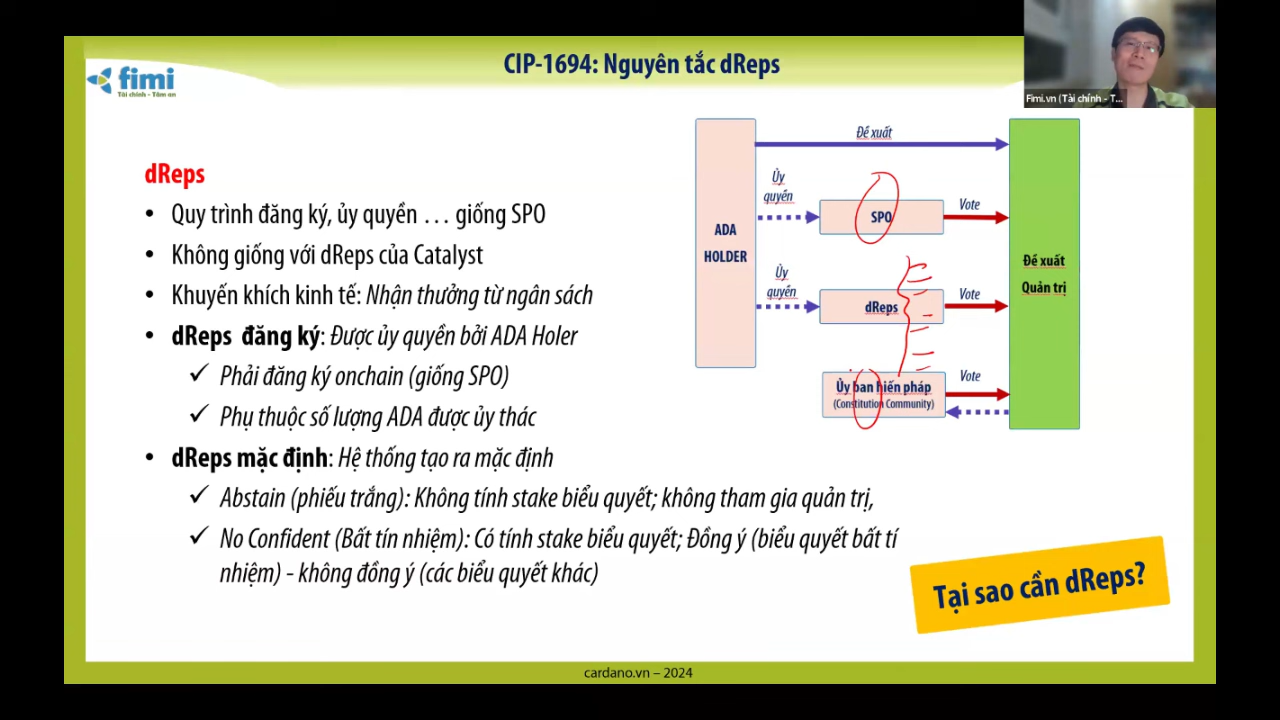 CIP-1694: Nguyên tắc dReps
fimi
Tài chính - Tâm an
Fimi.vn (Tài chính - T...
dReps
• Quy trình đăng ký, ủy quyền … giống SPO
• Không giống với dReps của Catalyst
• Khuyến khích kinh tế: Nhận thưởng từ ngân sách
• dReps đăng ký: Được ủy quyền bởi ADA Holer
✓ Phải đăng ký onchain (giống SPO)
✓ Phụ thuộc số lượng ADA được ủy thác
• dReps mặc định: Hệ thống tạo ra mặc định
✓ Abstain (phiếu trắng): Không tính stake biểu quyết; không tham gia quản trị,
✓ No Confident (Bất tín nhiệm): Có tính stake biểu quyết; Đồng ý (biểu quyết bất tí
nhiệm) - không đồng ý (các biểu quyết khác)
ADA
HOLDER
Đề xuất
Ủy
quyền
SPO
Vote
Ủy
quyền
dReps
Vote
Ủy ban hiến pháp
(Constitution Community)
Vote
Đề xuất
Quản trị
Tại sao cần dReps?
cardano.vn – 2024